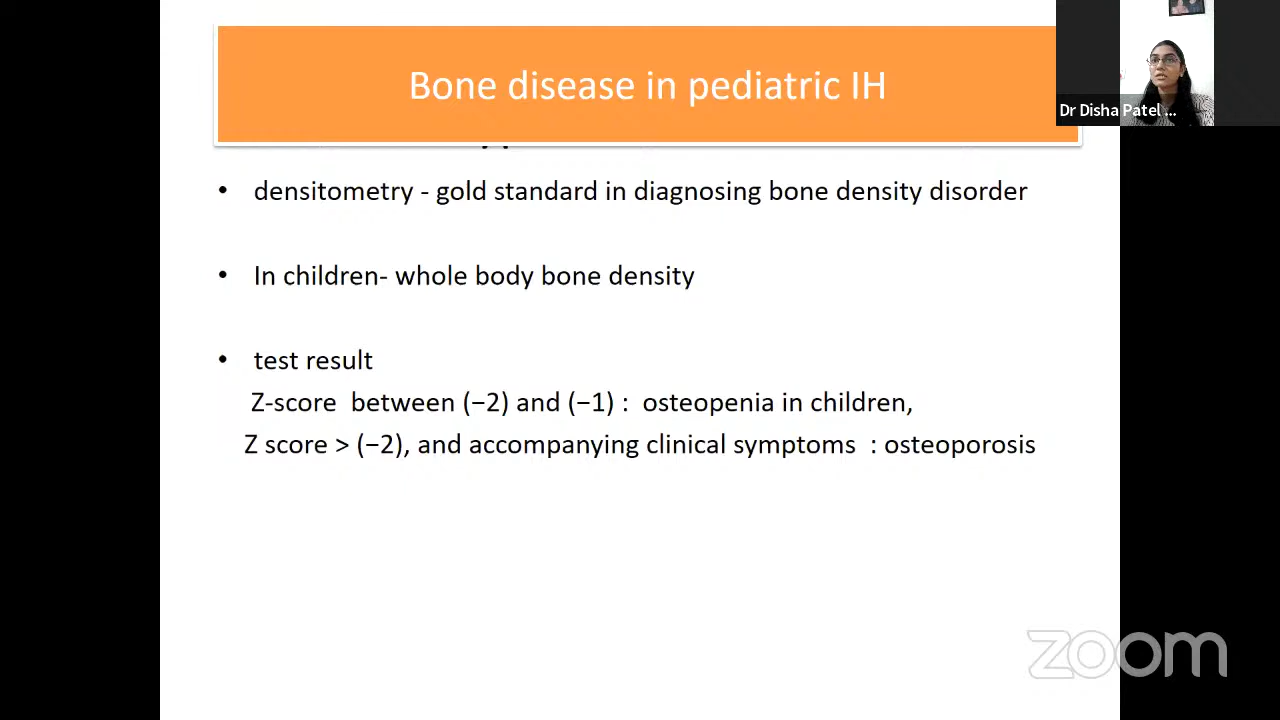 Bone disease in pediatric IH
Dr Disha Patel ...
• densitometry - gold standard in diagnosing bone density disorder
• In children- whole body bone density
• test result
Z-score between (−2) and (−1) : osteopenia in children,
Z score > (−2), and accompanying clinical symptoms : osteoporosis
zoom